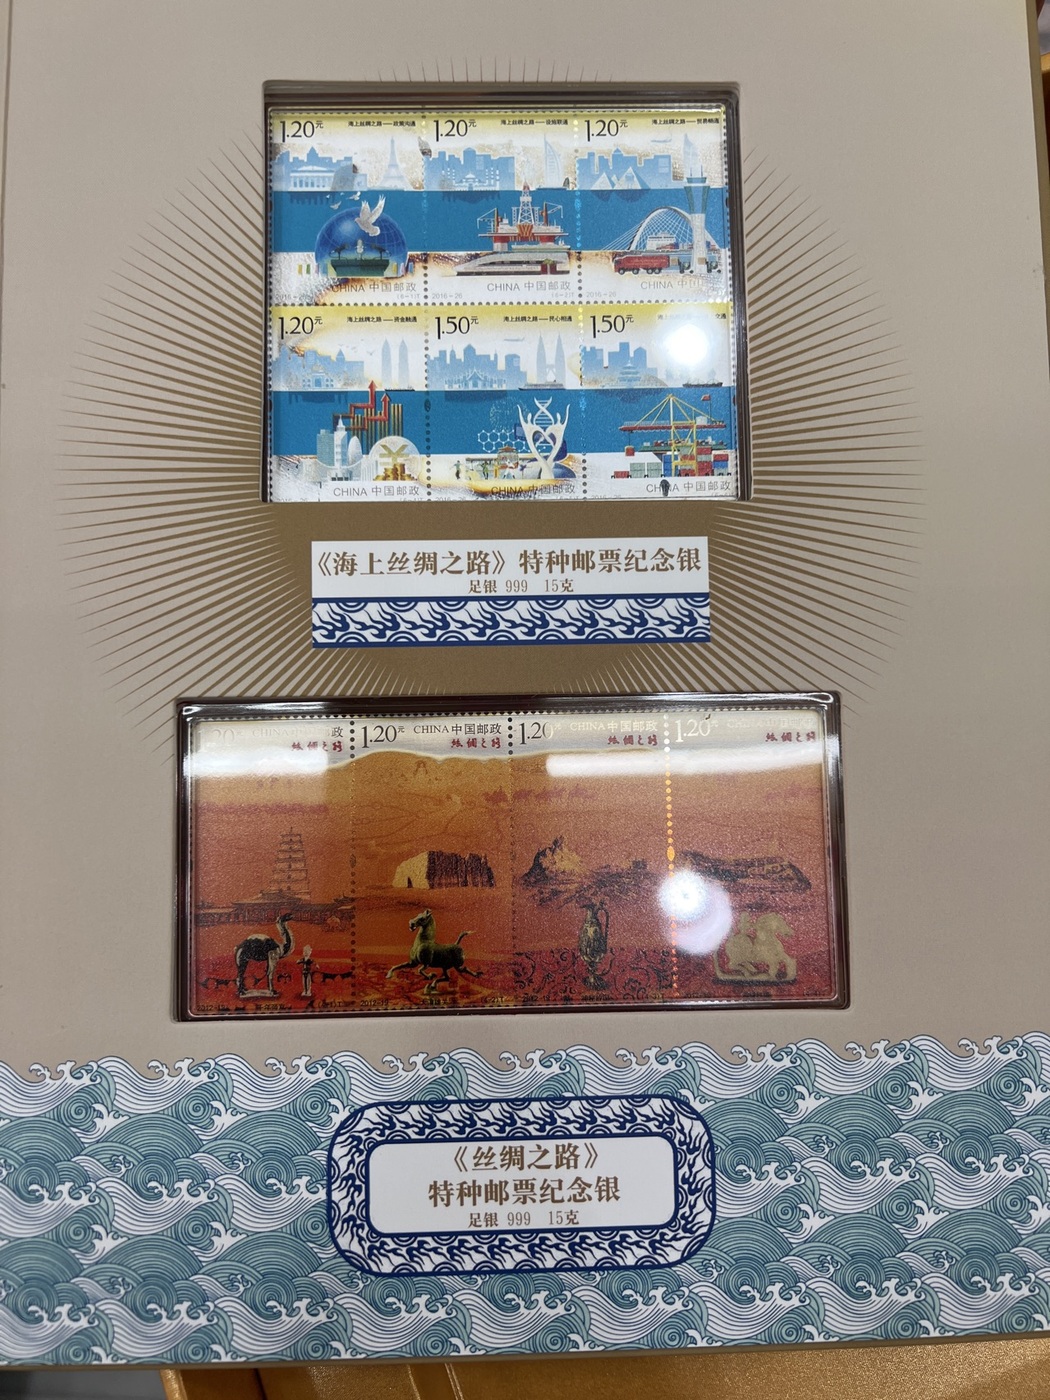 1.20元 海上丝绸之路——政策沟通
1.20元 海上丝绸之路——设施联通
1.20元 海上丝绸之路——贸易畅通
CHINA 中国邮政
2016-26 CHINA 中国邮政
2016-26 CHINA 中国邮
1.20元 海上丝绸之路——资金融通
1.50元 海上丝绸之路——民心相通
1.50元
CHINA 中国邮政
CHINA 中国邮政
CHINA 中国邮政
《海上丝绸之路》特种邮票纪念银
足银 999 15克
邮政
丝绸之路
1.20元 CHINA 中国邮政
丝绸之路
1.20 CHINA 中国邮政
丝绸之路
1.20
丝绸之路
《丝绸之路》
特种邮票纪念银
足银 999 15克